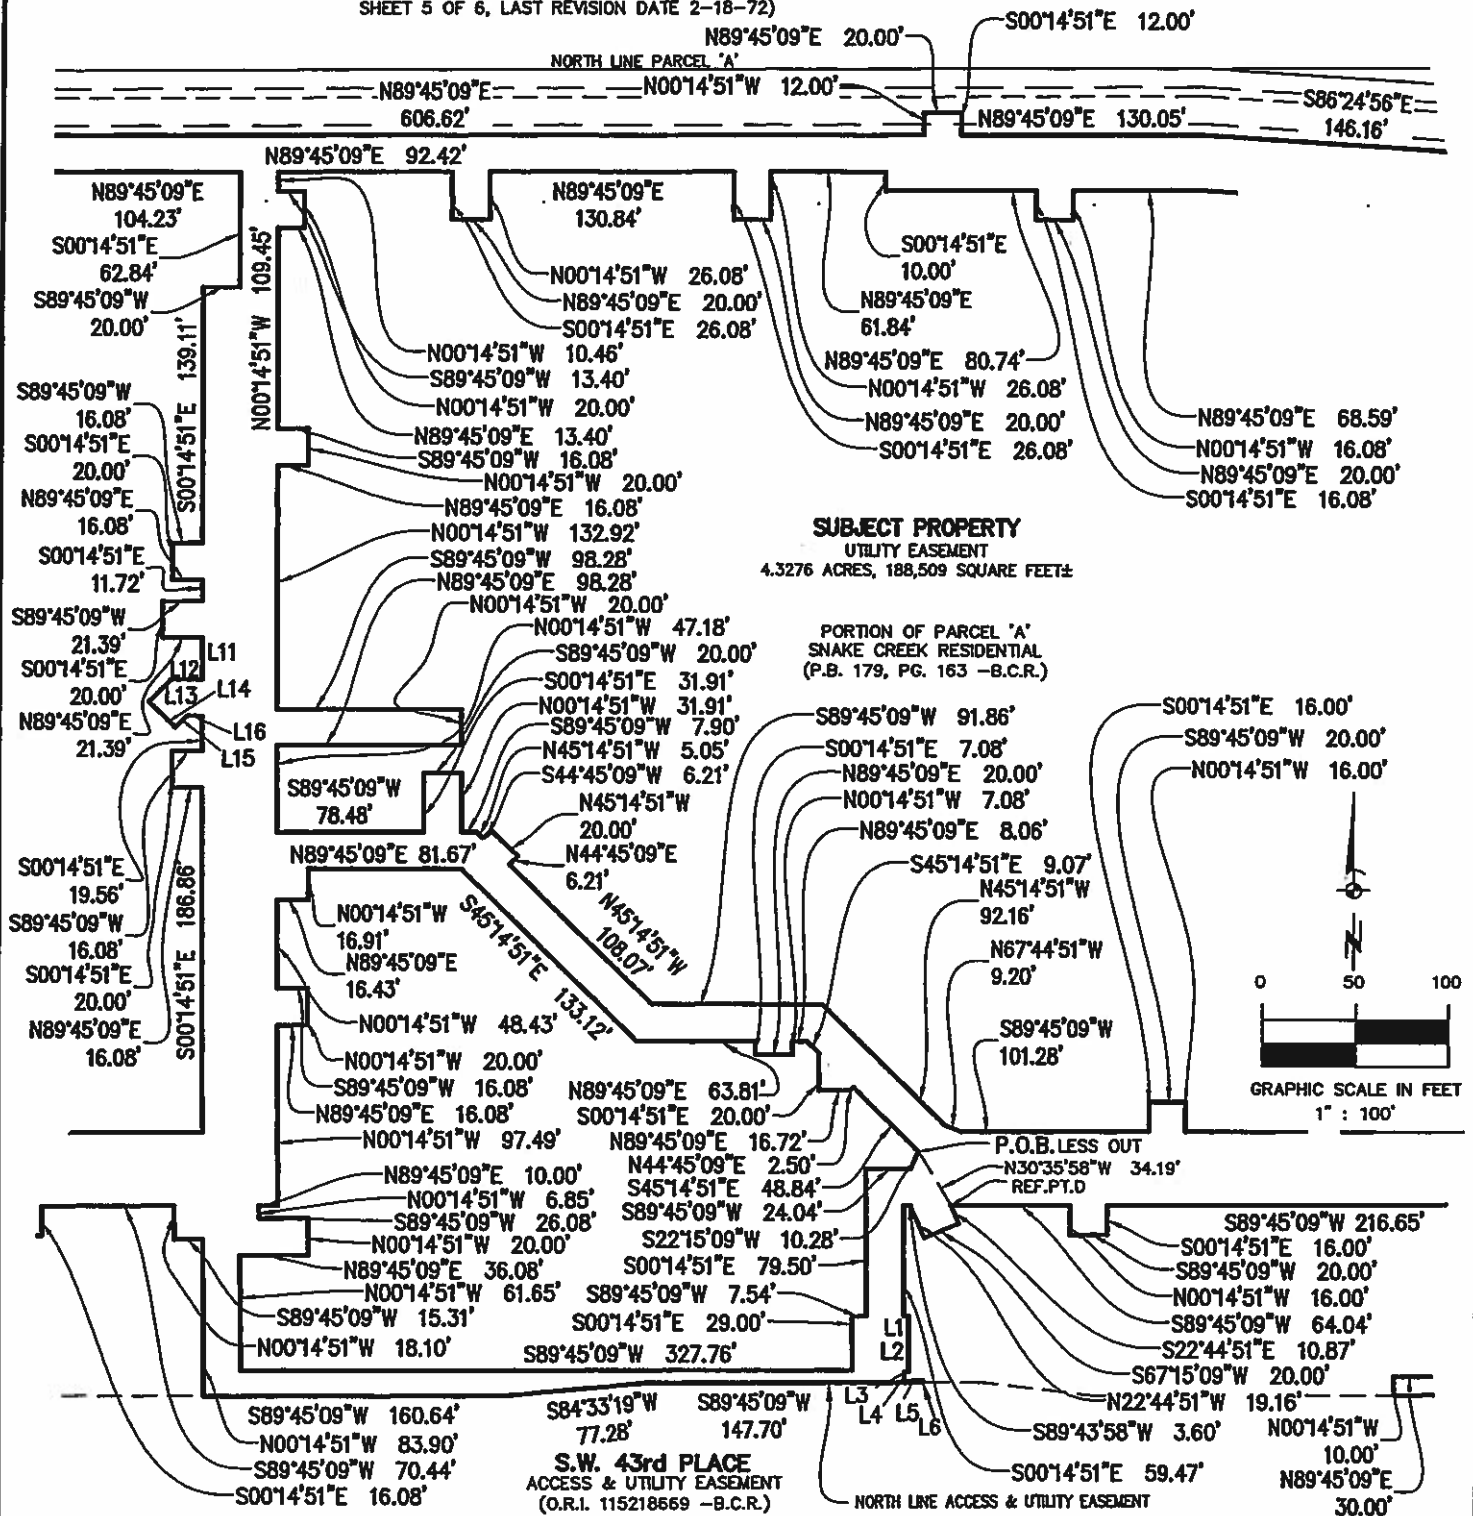 SHEET 5 OF 6, LAST REVISION DATE 2-18-72)
S00°14'51"E 12.00'
N89°45'09"E 20.00'
NORTH LINE PARCEL 'A'
N89°45'09"E
606.62'
N00°14'51"W 12.00'
N89°45'09"E 130.05'
S86°24'56"E
146.16'
N89°45'09"E 92.42'
N89°45'09"E
104.23'
N89°45'09"E
130.84'
S00°14'51"E
62.84'
S89°45'09"W
20.00'
N00°14'51"W 109.45'
S00°14'51"E 139.11'
N00°14'51"W 26.08'
N89°45'09"E 20.00'
S00°14'51"E 26.08'
S00°14'51"E
10.00'
N89°45'09"E
61.84'
N89°45'09"E 80.74'
N00°14'51"W 26.08'
N89°45'09"E 20.00'
S00°14'51"E 26.08'
N89°45'09"E 68.59'
N00°14'51"W 16.08'
N89°45'09"E 20.00'
S00°14'51"E 16.08'
N00°14'51"W 10.46'
S89°45'09"W 13.40'
N00°14'51"W 20.00'
N89°45'09"E 13.40'
S89°45'09"W 16.08'
N00°14'51"W 20.00'
N89°45'09"E 16.08'
N00°14'51"W 132.92'
S89°45'09"W 98.28'
N89°45'09"E 98.28'
N00°14'51"W 20.00'
N00°14'51"W 47.18'
S89°45'09"W 20.00'
S00°14'51"E 31.91'
N00°14'51"W 31.91'
S89°45'09"W 7.90'
N45°14'51"W 5.05'
S44°45'09"W 6.21'
N45°14'51"W
20.00'
N44°45'09"E
6.21'
S89°45'09"W
16.08'
S00°14'51"E
20.00'
N89°45'09"E
16.08'
S00°14'51"E
11.72'
S89°45'09"W
21.39'
S00°14'51"E
20.00'
N89°45'09"E
21.39'
L11
L12
L13
L14
L16
L15
SUBJECT PROPERTY
UTILITY EASEMENT
4.3276 ACRES, 188,509 SQUARE FEET±
PORTION OF PARCEL 'A'
SNAKE CREEK RESIDENTIAL
(P.B. 179, PG. 163 -B.C.R.)
S89°45'09"W 91.86'
S00°14'51"E 7.08'
N89°45'09"E 20.00'
N00°14'51"W 7.08'
N89°45'09"E 8.06'
S45°14'51"E 9.07'
N45°14'51"W
92.16'
N67°44'51"W
9.20'
S89°45'09"W
101.28'
S00°14'51"E 16.00'
S89°45'09"W 20.00'
N00°14'51"W 16.00'
N
0 50 100
GRAPHIC SCALE IN FEET
1" : 100'
S89°45'09"W
78.48'
N89°45'09"E 81.67'
S45°14'51"E 133.12'
N45°14'51"W
108.07'
S00°14'51"E
19.56'
S89°45'09"W
16.08'
S00°14'51"E
20.00'
N89°45'09"E
16.08'
S00°14'51"E 186.86'
N00°14'51"W
16.91'
N89°45'09"E
16.43'
N00°14'51"W 48.43'
N00°14'51"W 20.00'
S89°45'09"W 16.08'
N89°45'09"E 16.08'
N00°14'51"W 97.49'
N89°45'09"E 10.00'
N00°14'51"W 6.85'
S89°45'09"W 26.08'
N00°14'51"W 20.00'
N89°45'09"E 36.08'
N00°14'51"W 61.65'
S89°45'09"W 15.31'
N00°14'51"W 18.10'
N89°45'09"E 63.81'
S00°14'51"E 20.00'
N89°45'09"E 16.72'
N44°45'09"E 2.50'
S45°14'51"E 48.84'
S89°45'09"W 24.04'
S22°15'09"W 10.28'
S00°14'51"E 79.50'
S89°45'09"W 7.54'
S00°14'51"E 29.00'
S89°45'09"W 327.76'
P.O.B. LESS OUT
N30°35'58"W 34.19'
REF.PT.D
S89°45'09"W 216.65'
S00°14'51"E 16.00'
S89°45'09"W 20.00'
N00°14'51"W 16.00'
S89°45'09"W 64.04'
S22°44'51"E 10.87'
S67°15'09"W 20.00'
N22°44'51"W 19.16'
S89°43'58"W 3.60'
S00°14'51"E 59.47'
L1
L2
L3
L4
L5
L6
N00°14'51"W
10.00'
N89°45'09"E
30.00'
S89°45'09"W 160.64'
N00°14'51"W 83.90'
S89°45'09"W 70.44'
S00°14'51"E 16.08'
S84°33'19"W
77.28'
S89°45'09"W
147.70'
S.W. 43rd PLACE
ACCESS & UTILITY EASEMENT
(O.R.I. 115218669 -B.C.R.)
NORTH LINE ACCESS & UTILITY EASEMENT